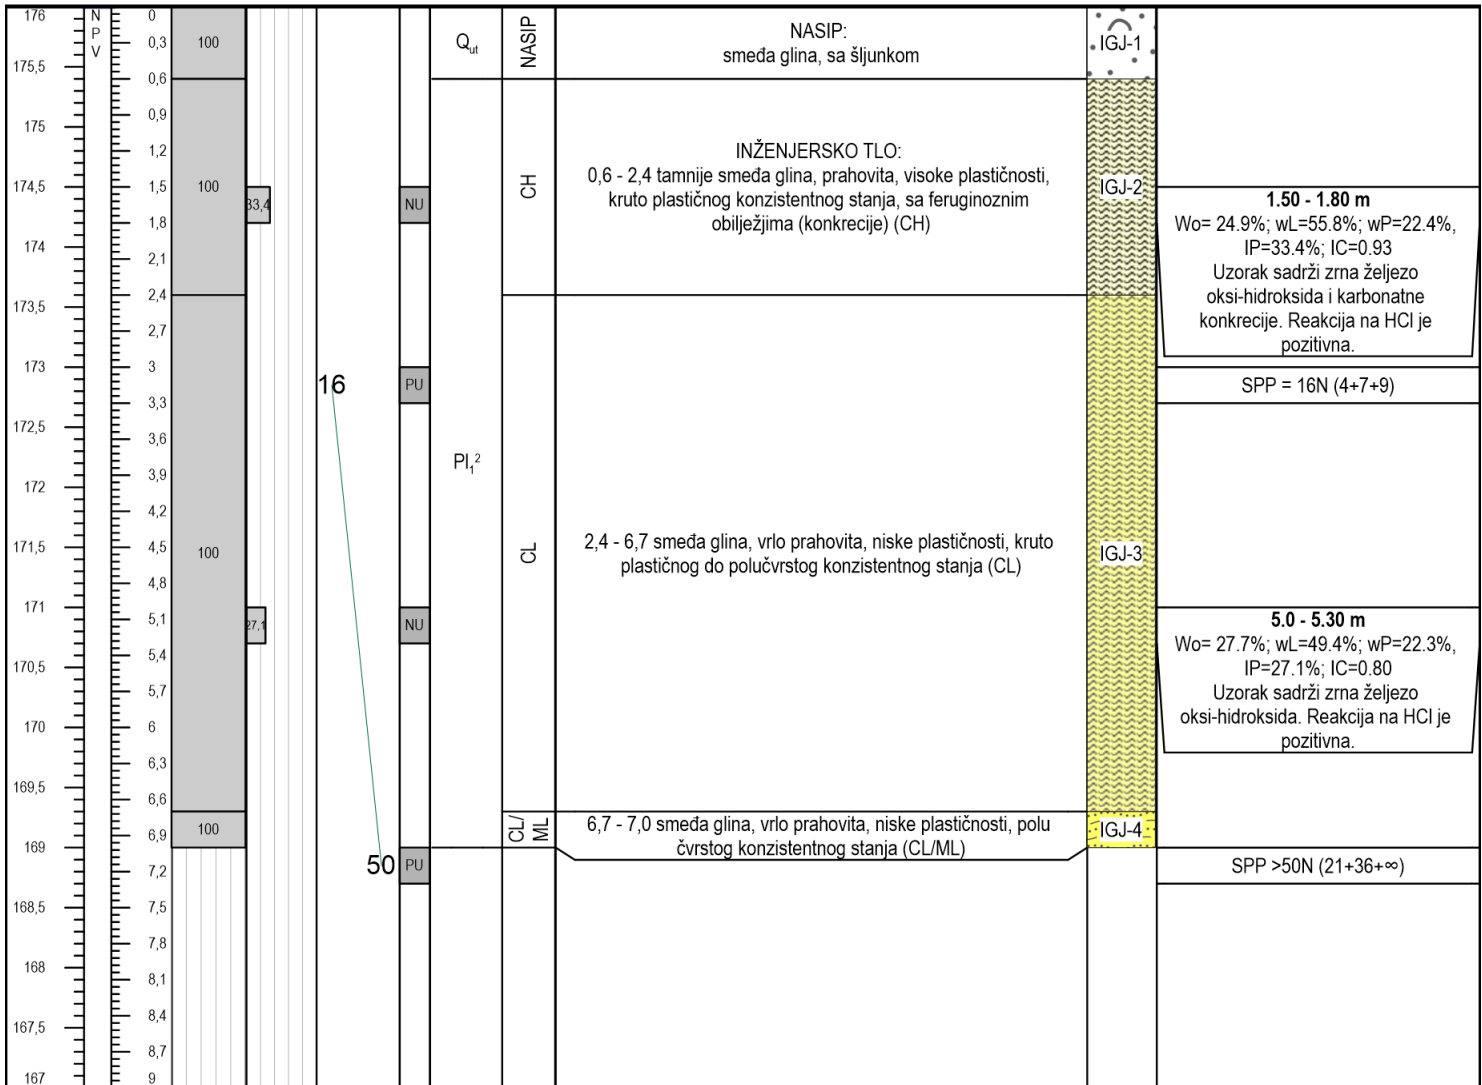 176
175,5
175
174,5
174
173,5
173
172,5
172
171,5
171
170,5
170
169,5
169
168,5
168
167,5
167
N
P
V
0
0,3
0,6
0,9
1,2
1,5
1,8
2,1
2,4
2,7
3
3,3
3,6
3,9
4,2
4,5
4,8
5,1
5,4
5,7
6
6,3
6,6
6,9
7,2
7,5
7,8
8,1
8,4
8,7
9
100
100
100
100
33,4
27,1
16
50
NU
PU
NU
PU
Qut
Pl₁²
NASIP
CH
CL
CL/
ML
NASIP:
smeđa glina, sa šljunkom
INŽENJERSKO TLO:
0,6 - 2,4 tamnije smeđa glina, prahovita, visoke plastičnosti,
kruto plastičnog konzistentnog stanja, sa feruginoznim
obilježjima (konkrecije) (CH)
2,4 - 6,7 smeđa glina, vrlo prahovita, niske plastičnosti, kruto
plastičnog do polučvrstog konzistentnog stanja (CL)
6,7 - 7,0 smeđa glina, vrlo prahovita, niske plastičnosti, polu
čvrstog konzistentnog stanja (CL/ML)
IGJ-1
IGJ-2
IGJ-3
IGJ-4
1.50 - 1.80 m
Wo= 24.9%; wL=55.8%; wP=22.4%,
IP=33.4%; IC=0.93
Uzorak sadrži zrna željezo
oksi-hidroksida i karbonatne
konkrecije. Reakcija na HCl je
pozitivna.
SPP = 16N (4+7+9)
5.0 - 5.30 m
Wo= 27.7%; wL=49.4%; wP=22.3%,
IP=27.1%; IC=0.80
Uzorak sadrži zrna željezo
oksi-hidroksida. Reakcija na HCl je
pozitivna.
SPP >50N (21+36+∞)